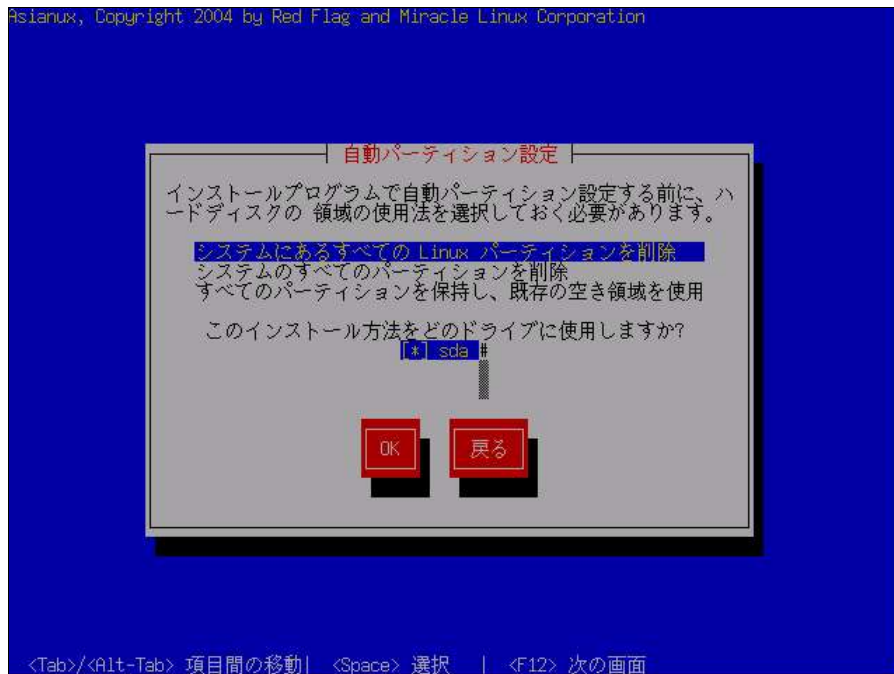 Asianux, Copyright 2004 by Red Flag and Miracle Linux Corporation
自動パーティション設定
インストールプログラムで自動パーティション設定する前に、ハ
ードディスクの 領域の使用法を選択しておく必要があります。
システムにあるすべての Linux パーティションを削除
システムのすべてのパーティションを削除
すべてのパーティションを保持し、既存の空き領域を使用
このインストール方法をどのドライブに使用しますか?
[*] sda #
OK 戻る
<Tab>/<Alt-Tab> 項目間の移動| <Space> 選択 | <F12> 次の画面